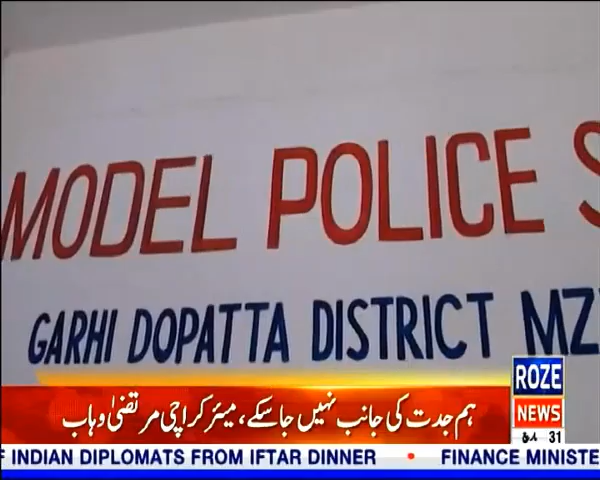 MODEL POLICE S
GARHI DOPATTA DISTRICT MZ
ROZE
NEWS
31 مارچ
ہم جدت کی جانب نہیں جاسکے، میئر کراچی مرتضیٰ وہاب
F INDIAN DIPLOMATS FROM IFTAR DINNER • FINANCE MINISTE